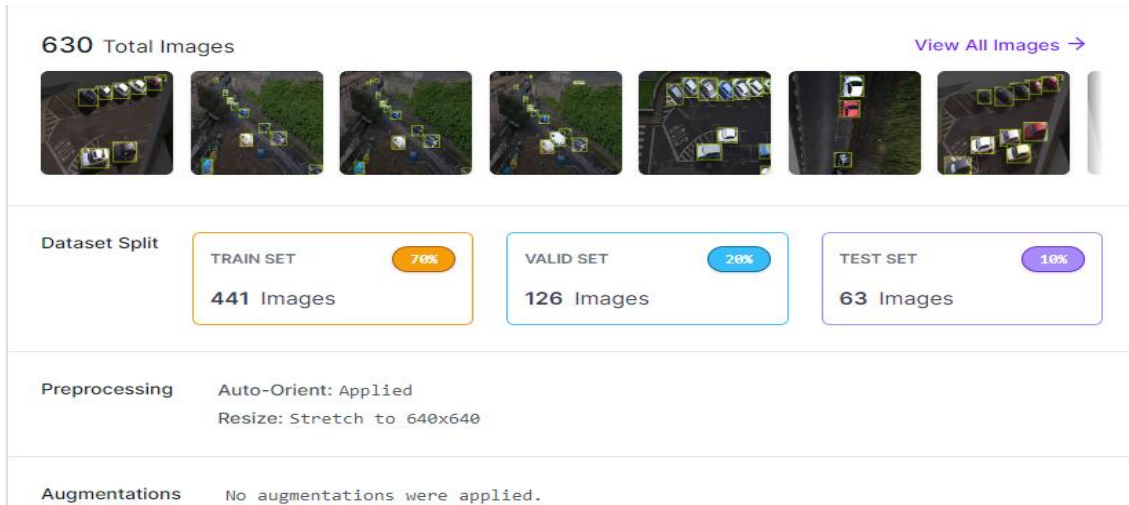 630 Total Images
View All Images →
Dataset Split
TRAIN SET
70%
441 Images
VALID SET
20%
126 Images
TEST SET
10%
63 Images
Preprocessing
Auto-Orient: Applied
Resize: Stretch to 640x640
Augmentations
No augmentations were applied.